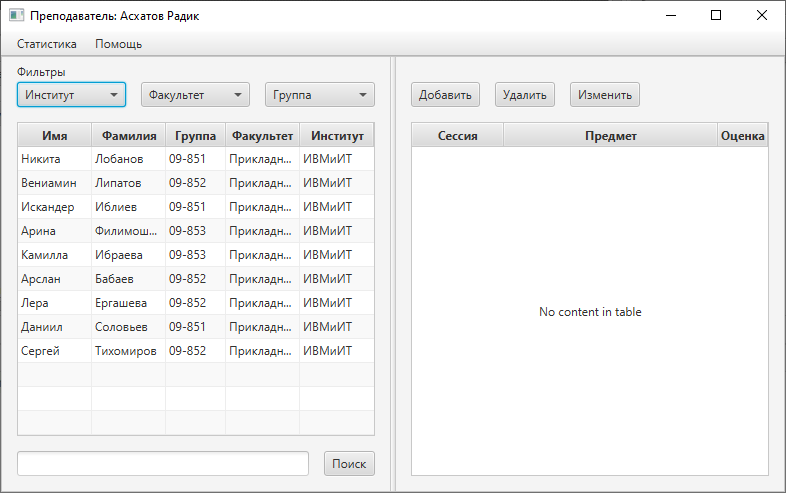 Преподаватель: Асхатов Радик
Статистика Помощь
Фильтры
Институт Факультет Группа Добавить Удалить Изменить
Имя Фамилия Группа Факультет Институт Сессия Предмет Оценка
Никита Лобанов 09-851 Прикладн... ИВМиИТ
Вениамин Липатов 09-852 Прикладн... ИВМиИТ
Искандер Иблиев 09-851 Прикладн... ИВМиИТ
Арина Филимош... 09-853 Прикладн... ИВМиИТ
Камилла Ибраева 09-853 Прикладн... ИВМиИТ
Арслан Бабаев 09-852 Прикладн... ИВМиИТ
Лера Ергашева 09-852 Прикладн... ИВМиИТ
No content in table
Даниил Соловьев 09-851 Прикладн... ИВМиИТ
Сергей Тихомиров 09-852 Прикладн... ИВМиИТ
Поиск